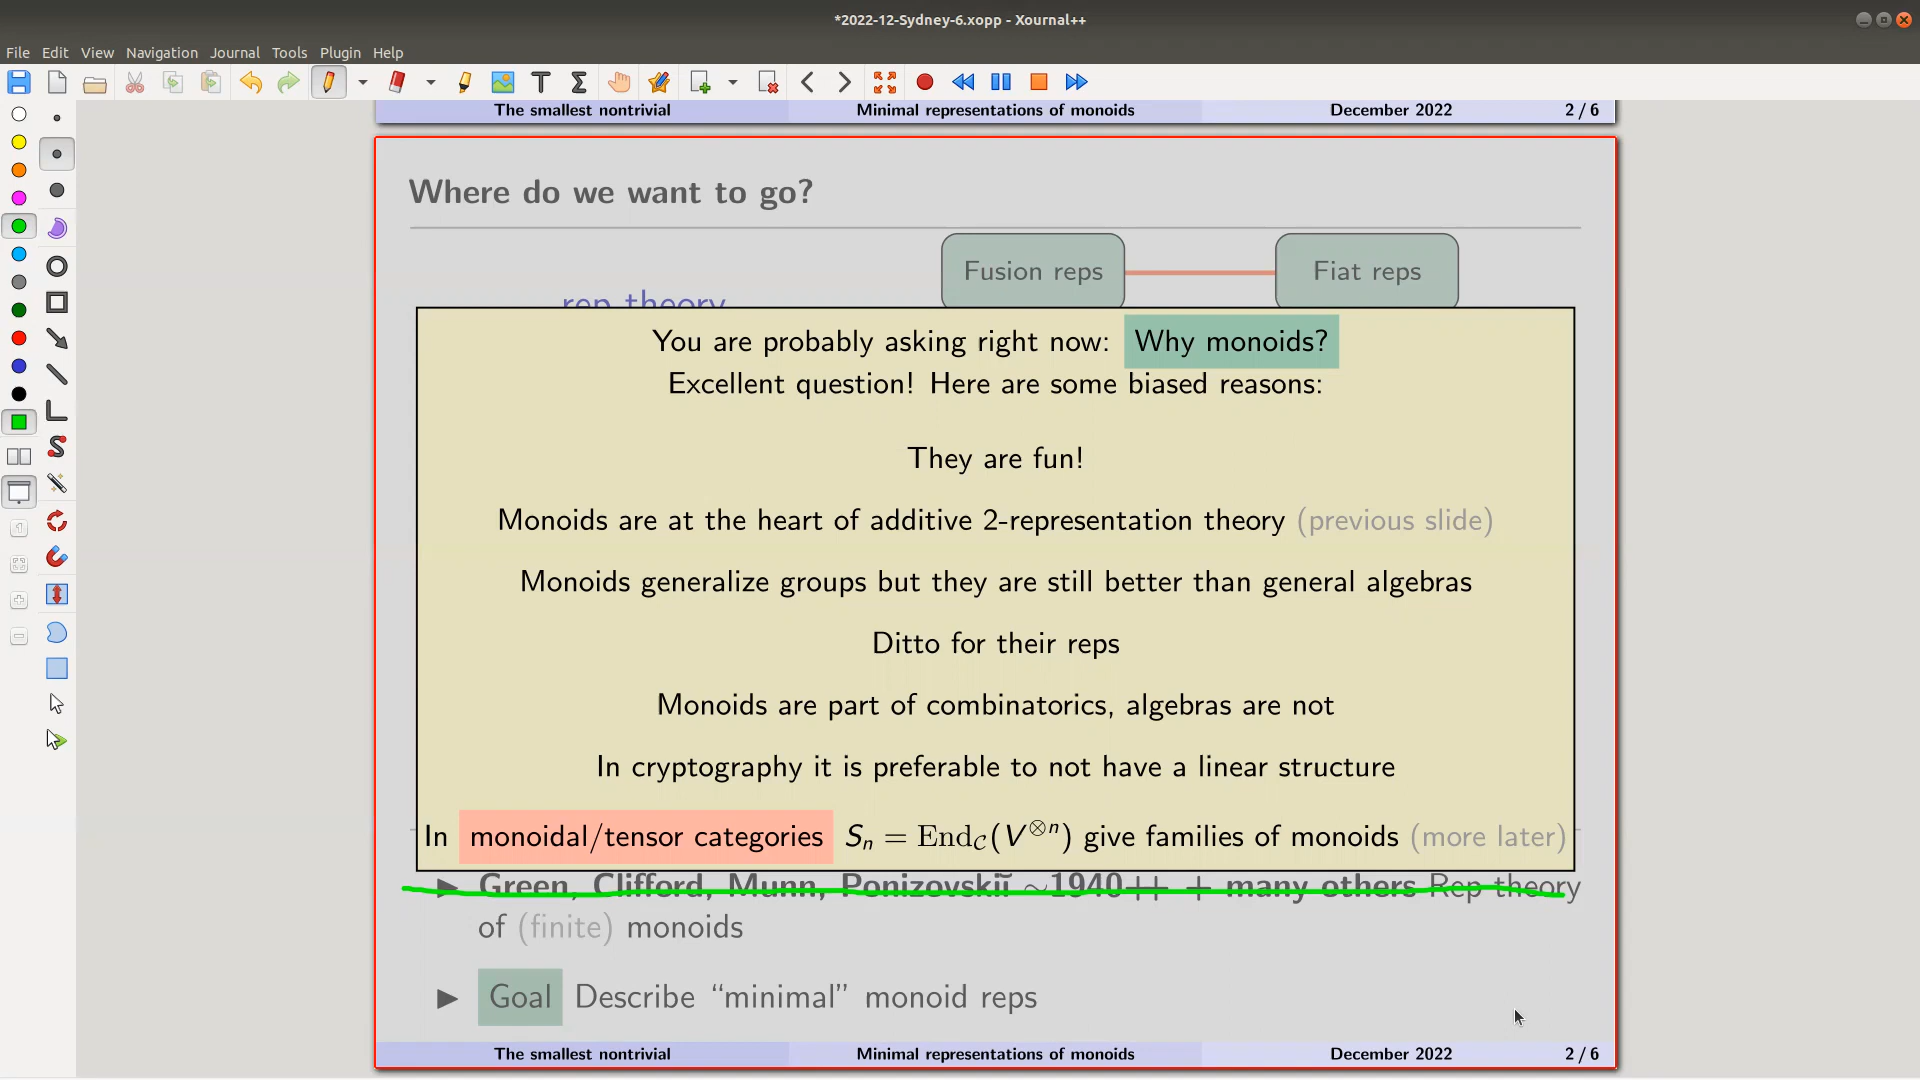 *2022-12-Sydney-6.xopp - Xournal++
File Edit View Navigation Journal Tools Plugin Help
The smallest nontrivial Minimal representations of monoids December 2022 2 / 6
Where do we want to go?
Fusion reps Fiat reps
rep theory
You are probably asking right now: Why monoids?
Excellent question! Here are some biased reasons:
They are fun!
Monoids are at the heart of additive 2-representation theory (previous slide)
Monoids generalize groups but they are still better than general algebras
Ditto for their reps
Monoids are part of combinatorics, algebras are not
In cryptography it is preferable to not have a linear structure
In monoidal/tensor categories Sₙ = End_𝒞(V^⊗n) give families of monoids (more later)
► Green, Clifford, Munn, Ponizovskiĭ ~1940++ + many others Rep theory
of (finite) monoids
► Goal Describe “minimal” monoid reps
The smallest nontrivial Minimal representations of monoids December 2022 2 / 6